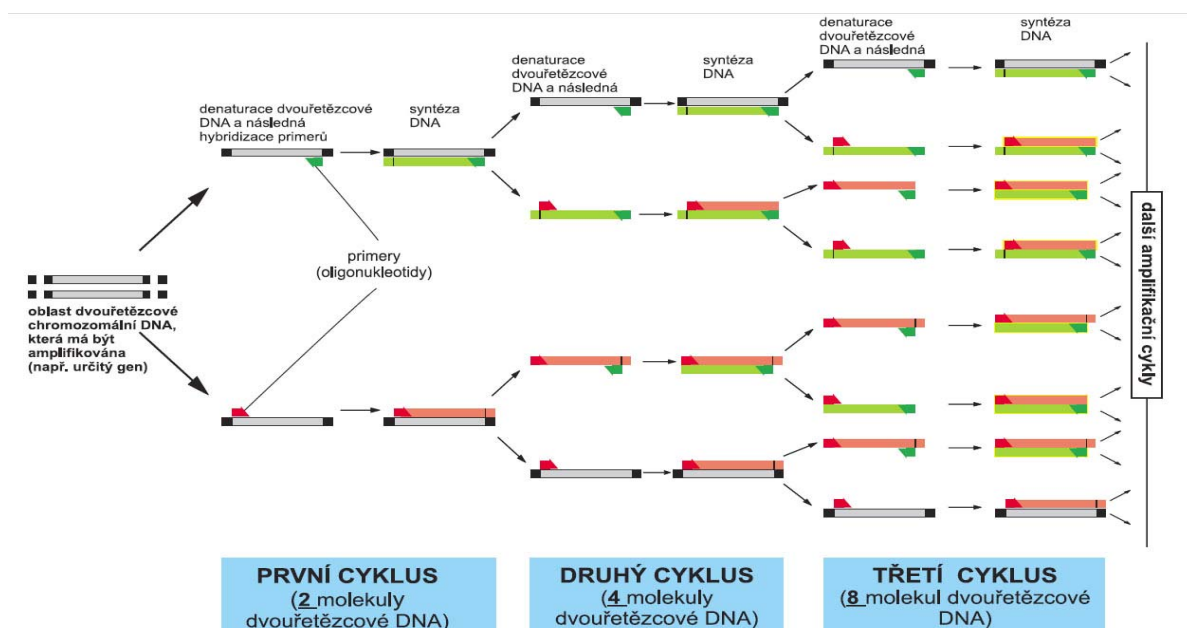 denaturace dvouřetězcové
DNA a následná
hybridizace primerů
syntéza
DNA
denaturace
dvouřetězcové
DNA a následná
syntéza
DNA
denaturace
dvouřetězcové
DNA a následná
syntéza
DNA
primery
(oligonukleotidy)
oblast dvouřetězcové
chromozomální DNA,
která má být
amplifikována
(např. určitý gen)
další amplifikační cykly
PRVNÍ CYKLUS
(2 molekuly
dvouřetězcové DNA)
DRUHÝ CYKLUS
(4 molekuly
dvouřetězcové DNA)
TŘETÍ CYKLUS
(8 molekul dvouřetězcové
DNA)